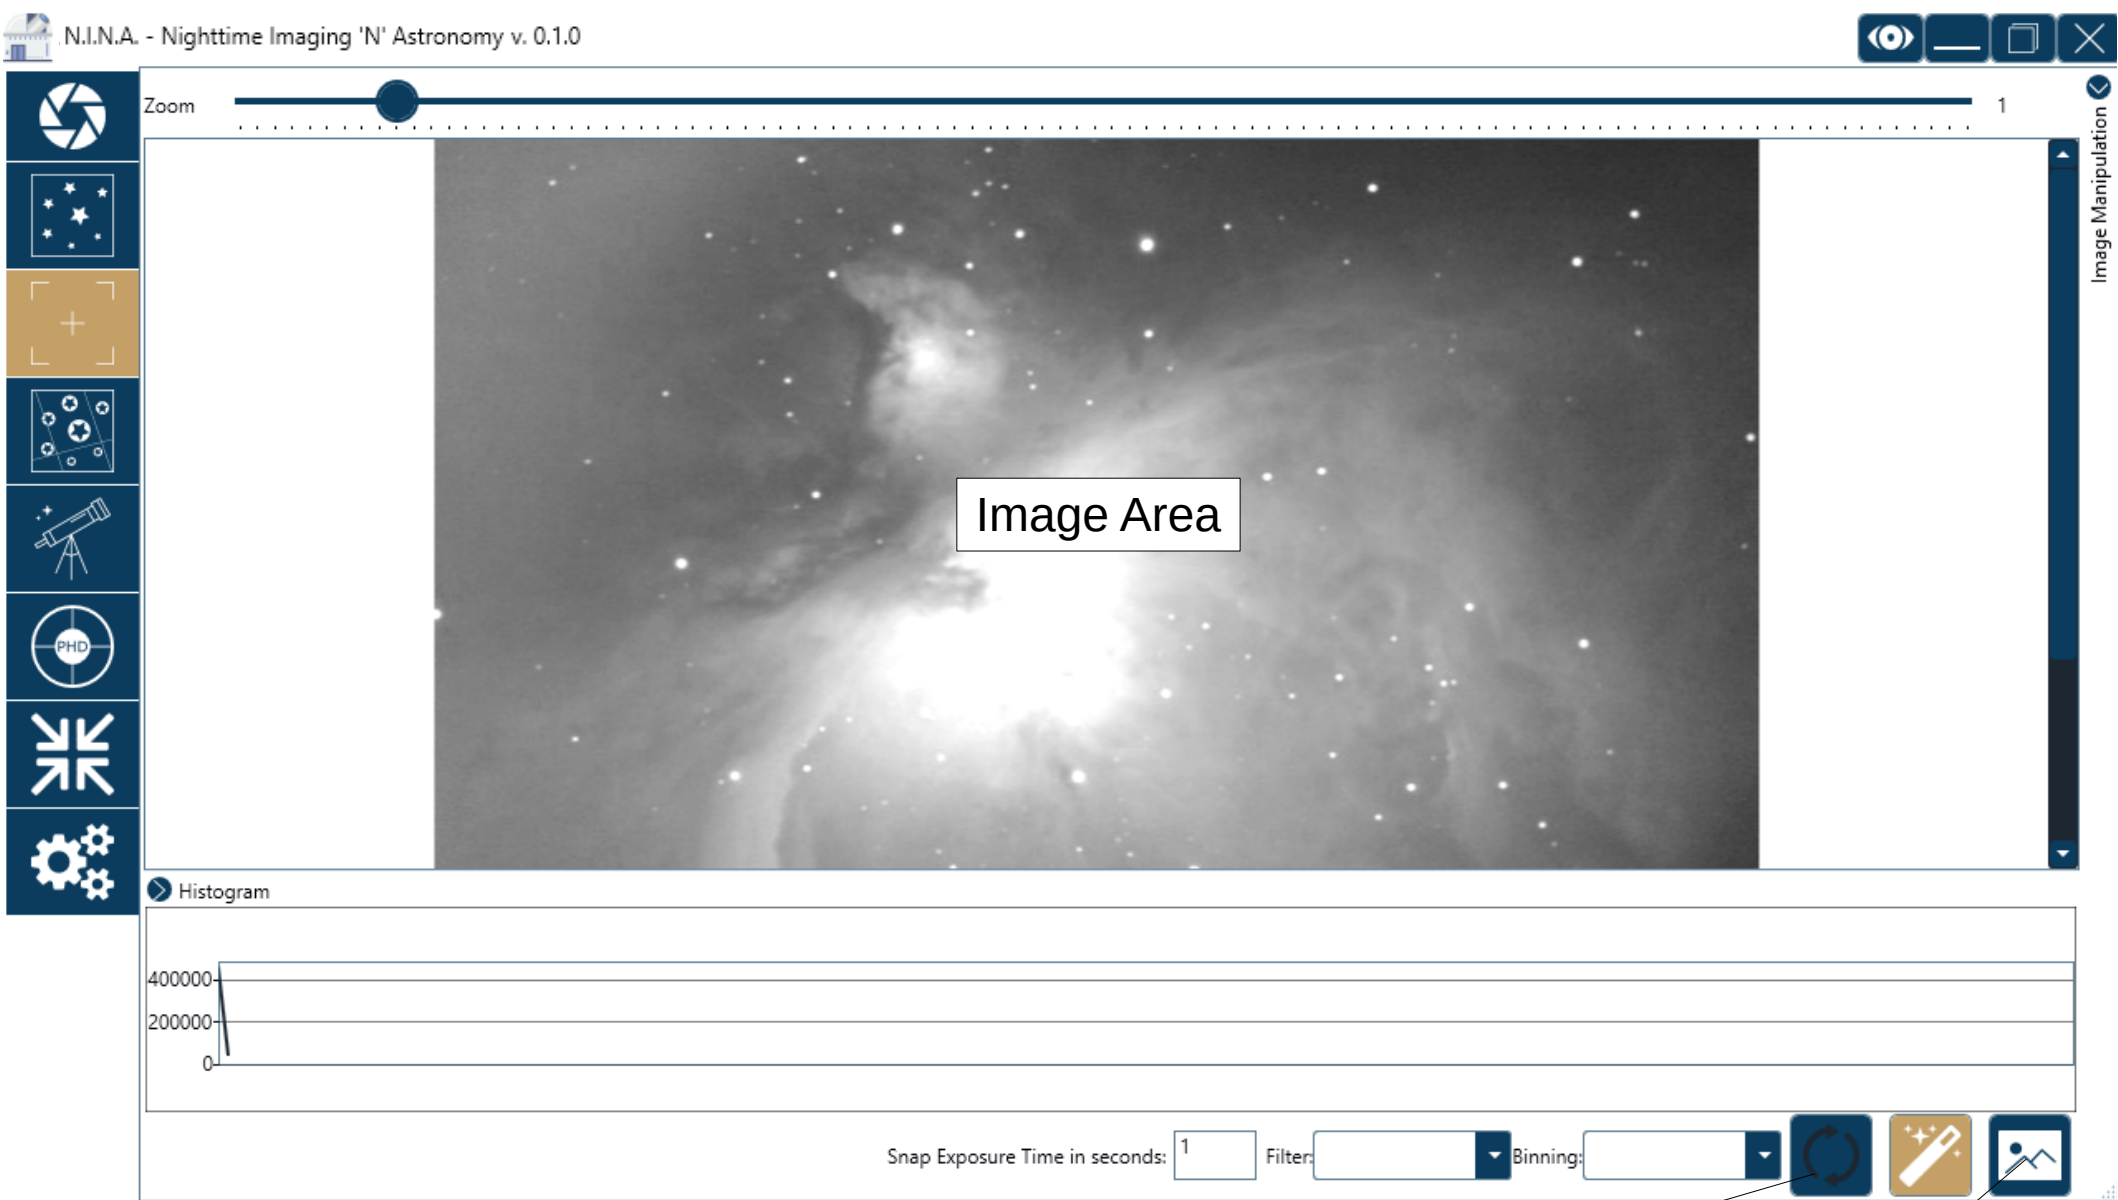 N.I.N.A. - Nighttime Imaging 'N' Astronomy v. 0.1.0
Zoom
1
Image Manipulation
PHD
Image Area
Histogram
400000
200000
0
Snap Exposure Time in seconds: 1 Filter: Binning: